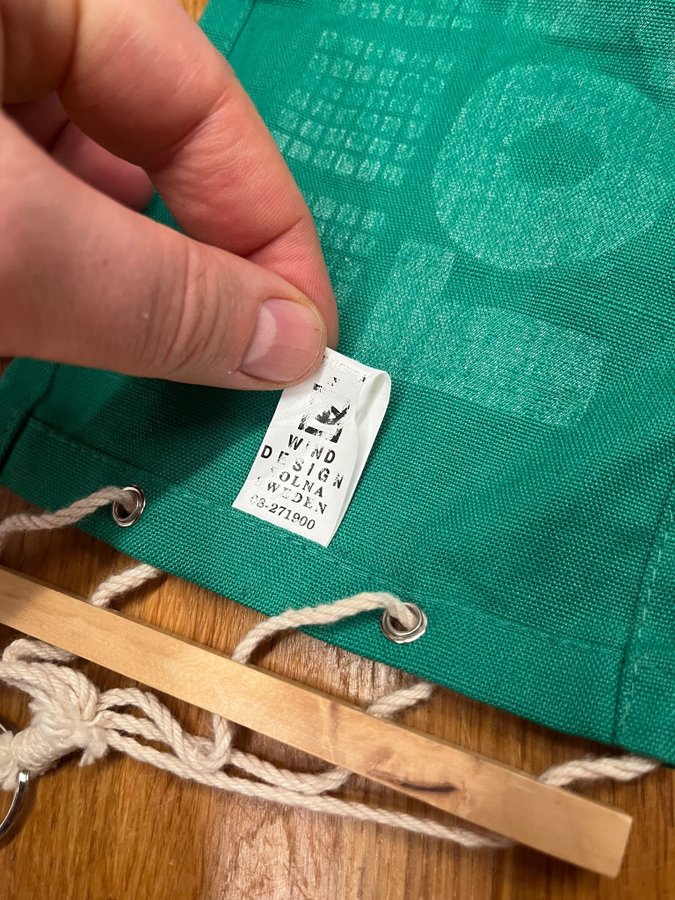 WIND
DESIGN
SOLNA
SWEDEN
08-271900